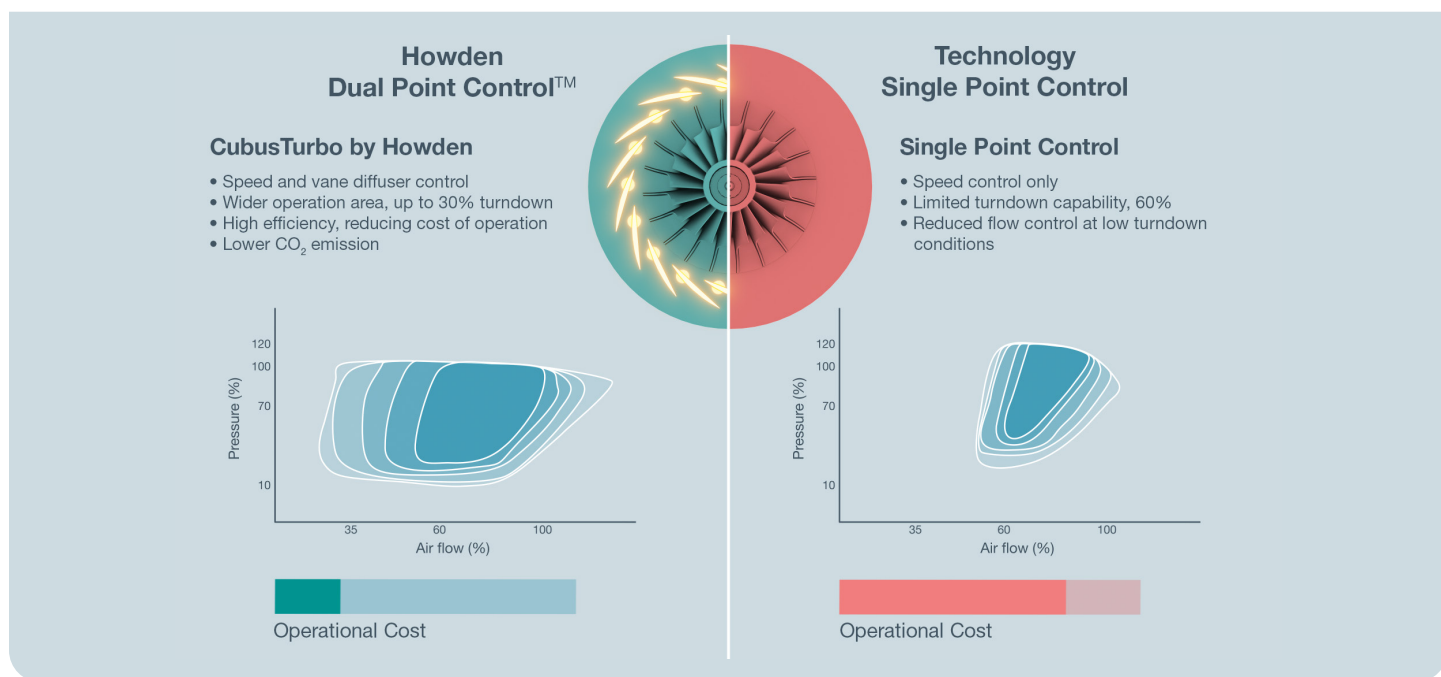 Howden
Dual Point Control™
CubusTurbo by Howden
• Speed and vane diffuser control
• Wider operation area, up to 30% turndown
• High efficiency, reducing cost of operation
• Lower CO₂ emission
120
100
70
10
Pressure (%)
35 60 100
Air flow (%)
Operational Cost
Technology
Single Point Control
Single Point Control
• Speed control only
• Limited turndown capability, 60%
• Reduced flow control at low turndown
conditions
120
100
70
10
Pressure (%)
35 60 100
Air flow (%)
Operational Cost